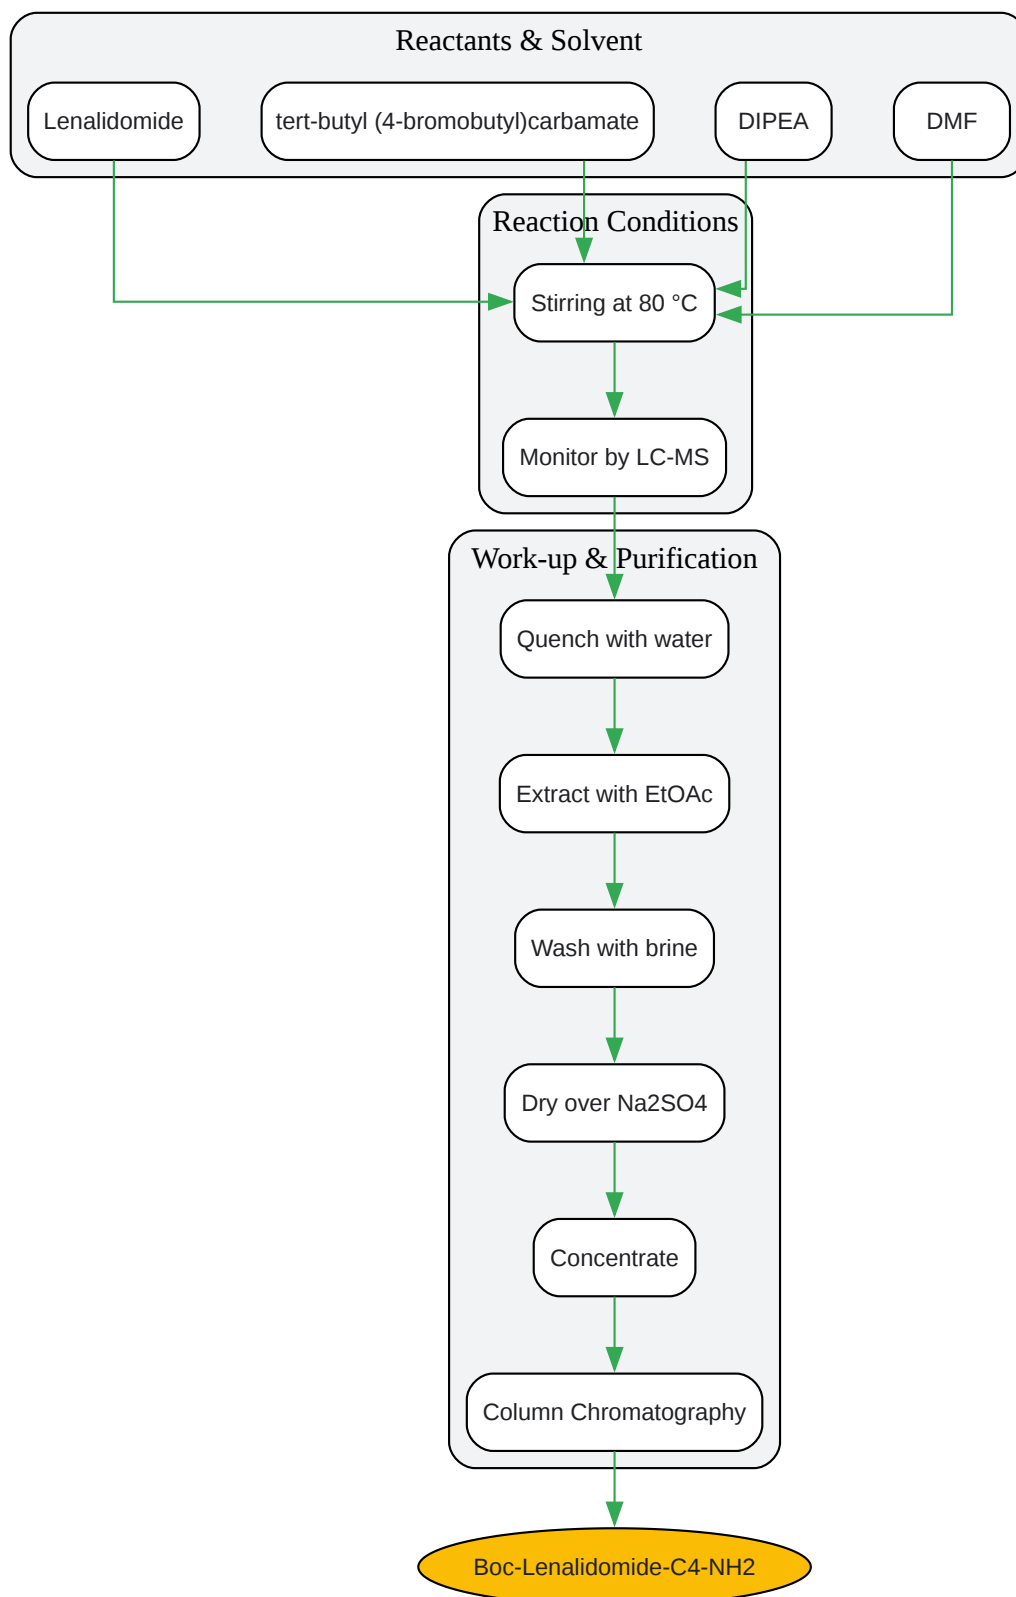 Reactants & Solvent
Lenalidomide
tert-butyl (4-bromobutyl)carbamate
DIPEA
DMF
Reaction Conditions
Stirring at 80 °C
Monitor by LC-MS
Work-up & Purification
Quench with water
Extract with EtOAc
Wash with brine
Dry over Na2SO4
Concentrate
Column Chromatography
Boc-Lenalidomide-C4-NH2